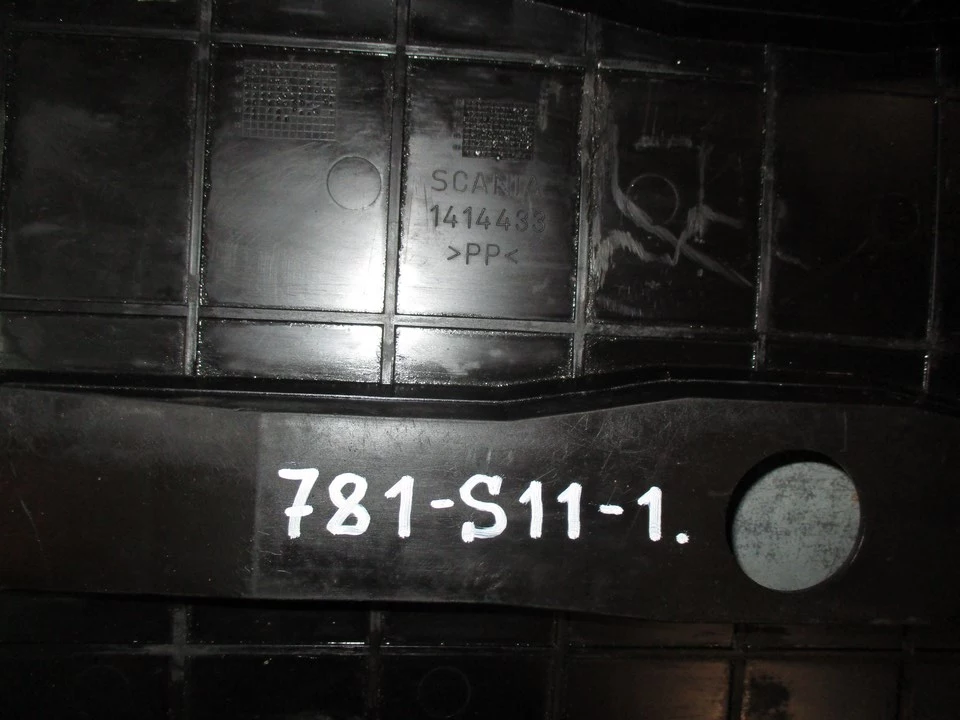 SCANIA
1414433
>PP<
781-S11-1.